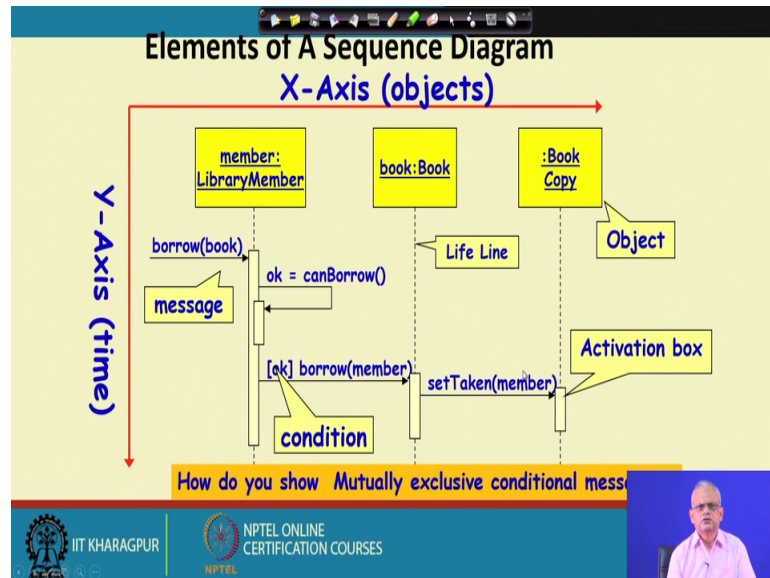 Elements of A Sequence Diagram
X-Axis (objects)
Y-Axis (time)
member:
LibraryMember
book:Book
:Book
Copy
borrow(book)
ok = canBorrow()
Life Line
Object
message
[ok] borrow(member)
setTaken(member)
Activation box
condition
How do you show Mutually exclusive conditional
IIT KHARAGPUR
NPTEL
NPTEL ONLINE
CERTIFICATION COURSES